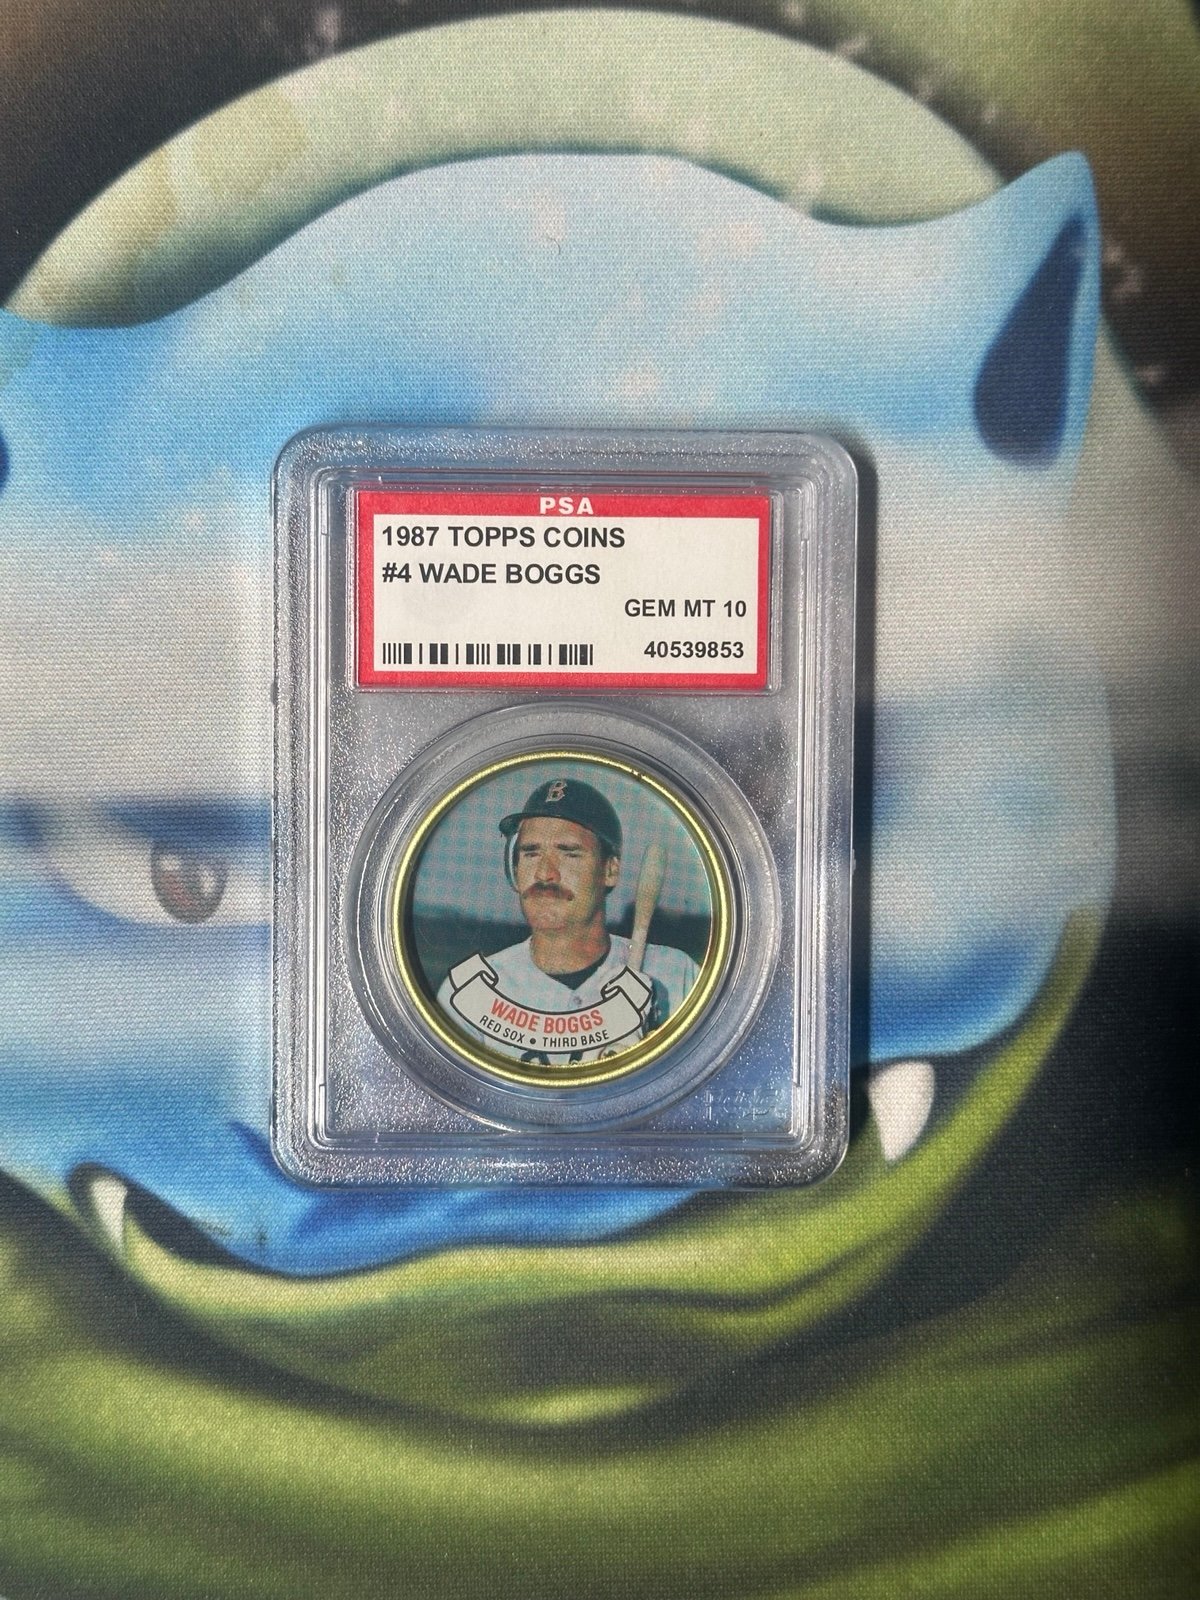 PSA
1987 TOPPS COINS
#4 WADE BOGGS
GEM MT 10
40539853
B
WADE BOGGS
RED SOX • THIRD BASE